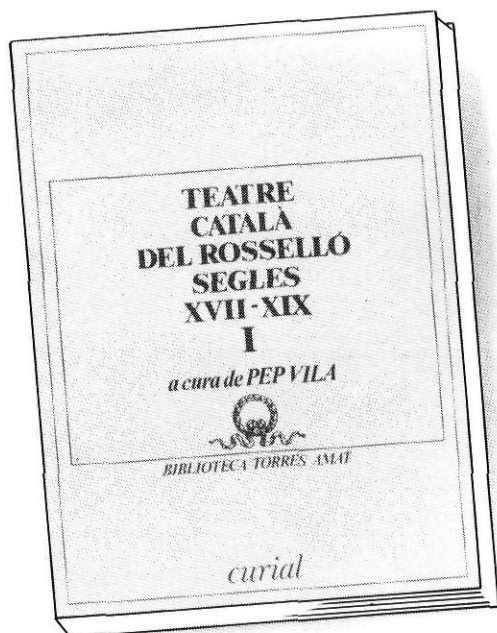 TEATRE
CATALÀ
DEL ROSSELLÓ
SEGLES
XVII-XIX
I
a cura de PEP VILA
BIBLIOTECA TORRES AMAT
curial